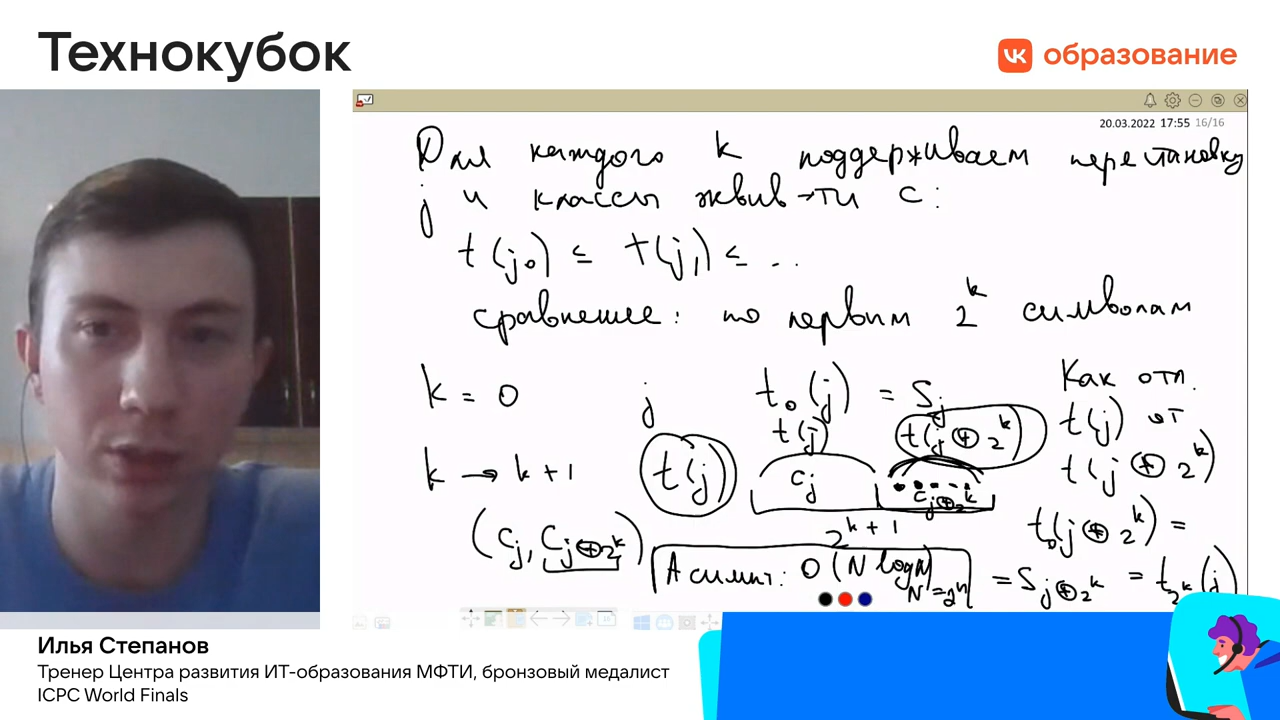 Технокубок
VK образование
20.03.2022 17:55 16/16
Для каждого k поддерживаем перестановку
j и классы эквив-ти c:
t(j₀) ≤ t(j₁) ≤ ..
сравнение: по первым 2^k символам
k = 0 j t₀(j) = S_j
Как отл.
t(j) от
t(j ⊕ 2^k)
k → k+1 t(j) t(j) t(j ⊕ 2^k)
c_j c_{j⊕2^k}
2^{k+1}
(c_j, c_{j⊕2^k})
t₀(j ⊕ 2^k) =
= S_{j⊕2^k} = t_{2^k}(j)
Асимпт: O(N log N)
N = 2^n
Илья Степанов
Тренер Центра развития ИТ-образования МФТИ, бронзовый медалист
ICPC World Finals